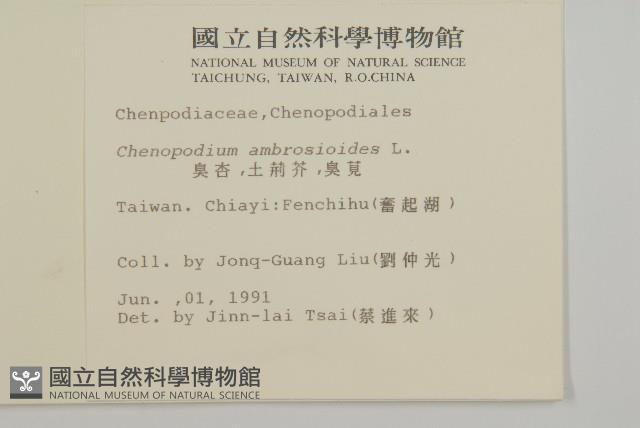 國立自然科學博物館
NATIONAL MUSEUM OF NATURAL SCIENCE
TAICHUNG, TAIWAN, R.O.CHINA
Chenpodiaceae,Chenopodiales
Chenopodium ambrosioides L.
臭杏,土荊芥,臭莧
Taiwan. Chiayi:Fenchihu(奮起湖)
Coll. by Jonq-Guang Liu(劉仲光)
Jun. ,01, 1991
Det. by Jinn-lai Tsai(蔡進來)
國立自然科學博物館
NATIONAL MUSEUM OF NATURAL SCIENCE